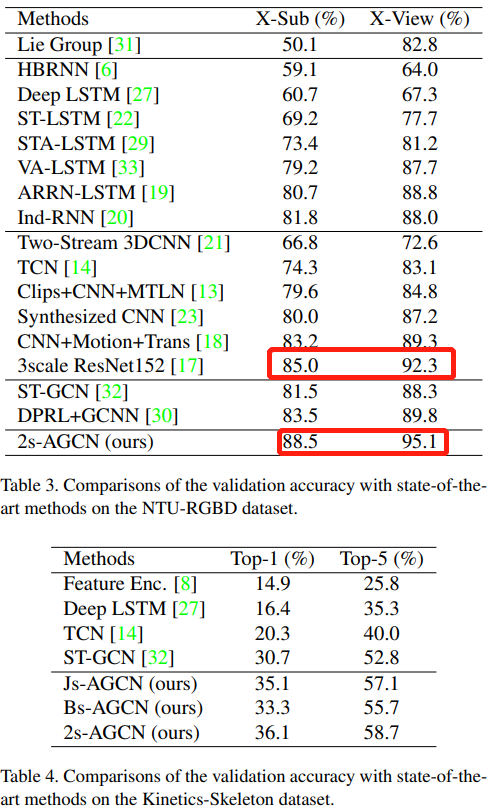 Methods X-Sub (%) X-View (%)
Lie Group [31] 50.1 82.8
HBRNN [6] 59.1 64.0
Deep LSTM [27] 60.7 67.3
ST-LSTM [22] 69.2 77.7
STA-LSTM [29] 73.4 81.2
VA-LSTM [33] 79.2 87.7
ARRN-LSTM [19] 80.7 88.8
Ind-RNN [20] 81.8 88.0
Two-Stream 3DCNN [21] 66.8 72.6
TCN [14] 74.3 83.1
Clips+CNN+MTLN [13] 79.6 84.8
Synthesized CNN [23] 80.0 87.2
CNN+Motion+Trans [18] 83.2 89.3
3scale ResNet152 [17] 85.0 92.3
ST-GCN [32] 81.5 88.3
DPRL+GCNN [30] 83.5 89.8
2s-AGCN (ours) 88.5 95.1
Table 3. Comparisons of the validation accuracy with state-of-the-
art methods on the NTU-RGBD dataset.
Methods Top-1 (%) Top-5 (%)
Feature Enc. [8] 14.9 25.8
Deep LSTM [27] 16.4 35.3
TCN [14] 20.3 40.0
ST-GCN [32] 30.7 52.8
Js-AGCN (ours) 35.1 57.1
Bs-AGCN (ours) 33.3 55.7
2s-AGCN (ours) 36.1 58.7
Table 4. Comparisons of the validation accuracy with state-of-the-
art methods on the Kinetics-Skeleton dataset.